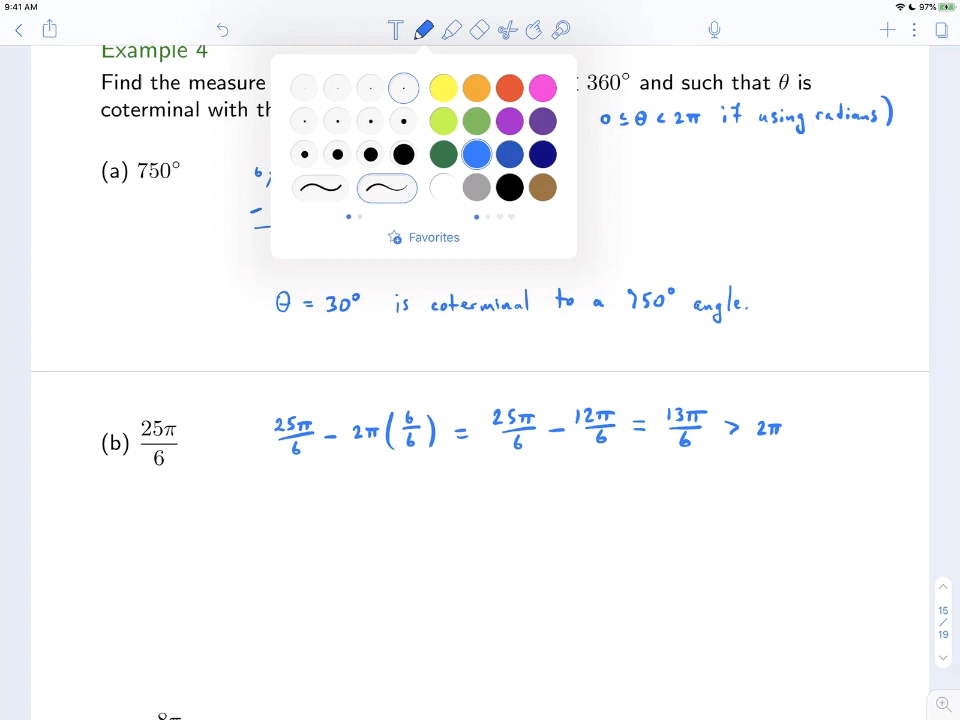 9:41 AM
97%
T
Example 4
Find the measure 360° and such that θ is
coterminal with th
0 ≤ θ < 2π if using radians)
(a) 750°
6
-
Favorites
θ = 30° is coterminal to a 750° angle.
(b) 25π/6
25π/6 - 2π(6/6) = 25π/6 - 12π/6 = 13π/6 > 2π
15
/
19